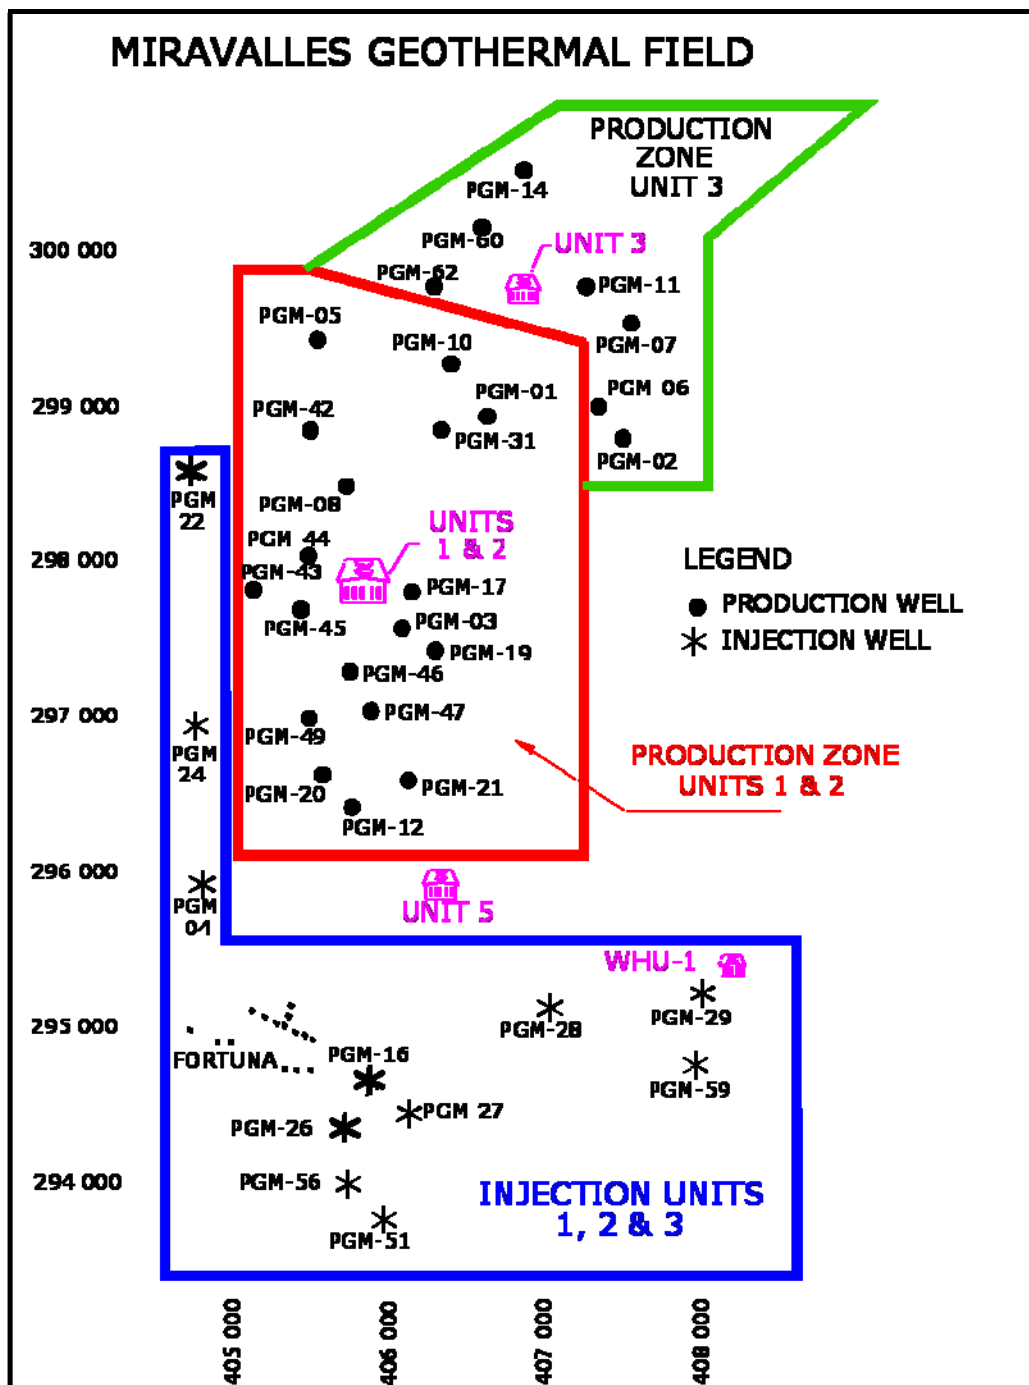 MIRAVALLES GEOTHERMAL FIELD
PRODUCTION
ZONE
UNIT 3
PGM-14
PGM-60
UNIT 3
300 000
PGM-62
PGM-11
PGM-05
PGM-07
PGM-10
PGM 06
PGM-01
299 000
PGM-42
PGM-31
PGM-02
PGM
22
PGM-08
UNITS
1 & 2
PGM 44
298 000
PGM-43
LEGEND
PGM-17
PRODUCTION WELL
PGM-45
PGM-03
INJECTION WELL
PGM-19
PGM-46
297 000
PGM-47
PGM-49
PGM
24
PRODUCTION ZONE
UNITS 1 & 2
PGM-20
PGM-21
PGM-12
296 000
PGM
04
UNIT 5
WHU-1
PGM-29
295 000
PGM-28
FORTUNA
PGM-16
PGM-59
PGM 27
PGM-26
294 000
PGM-56
INJECTION UNITS
1, 2 & 3
PGM-51
405 000
406 000
407 000
408 000